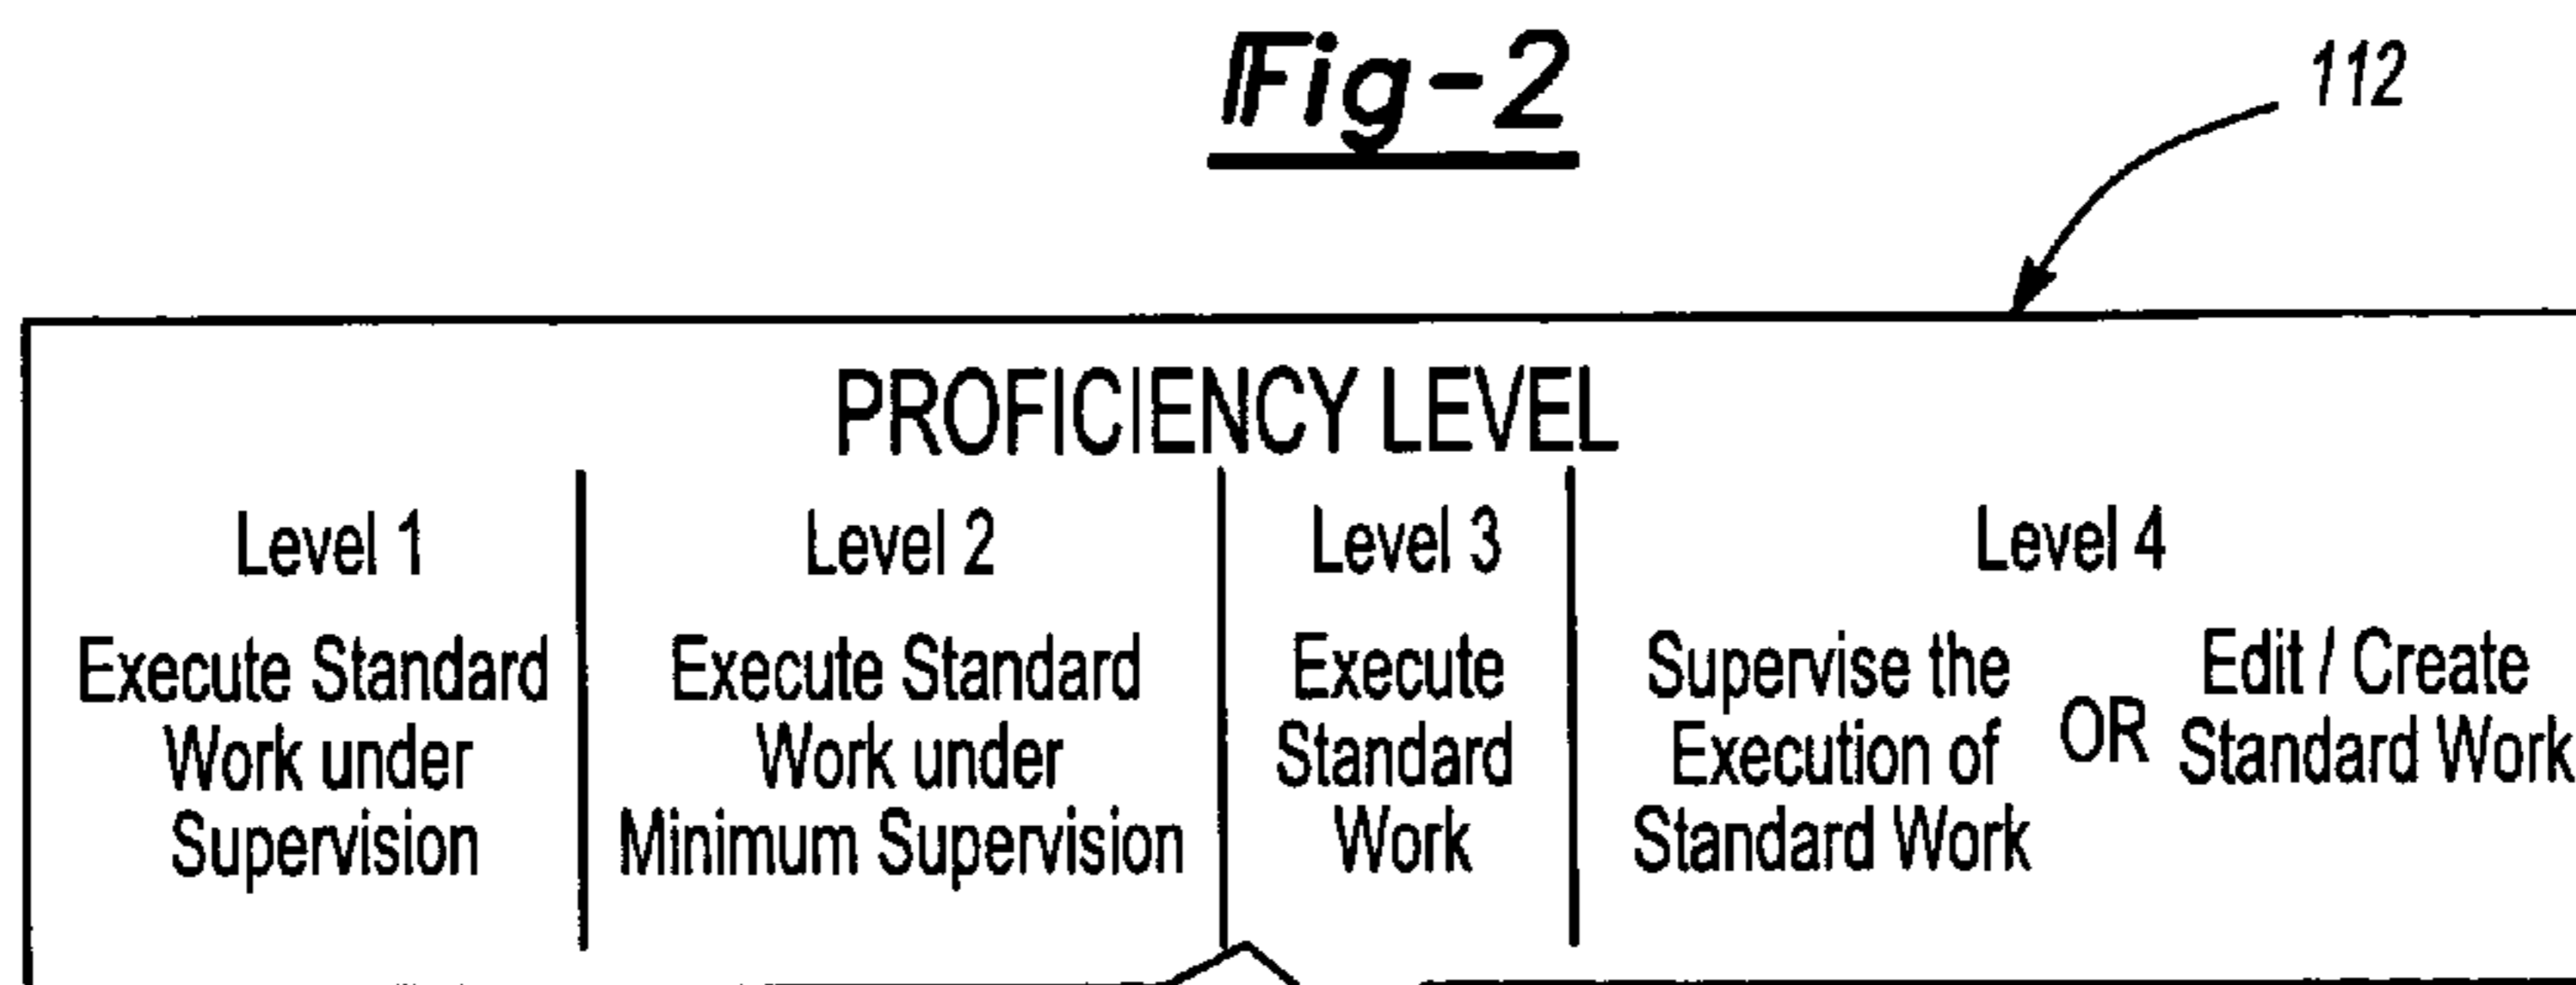 Fig-2
112
PROFICIENCY LEVEL
Level 1
Execute Standard
Work under
Supervision
Level 2
Execute Standard
Work under
Minimum Supervision
Level 3
Execute
Standard
Work
Level 4
Supervise the
Execution of
Standard Work
OR
Edit / Create
Standard Work